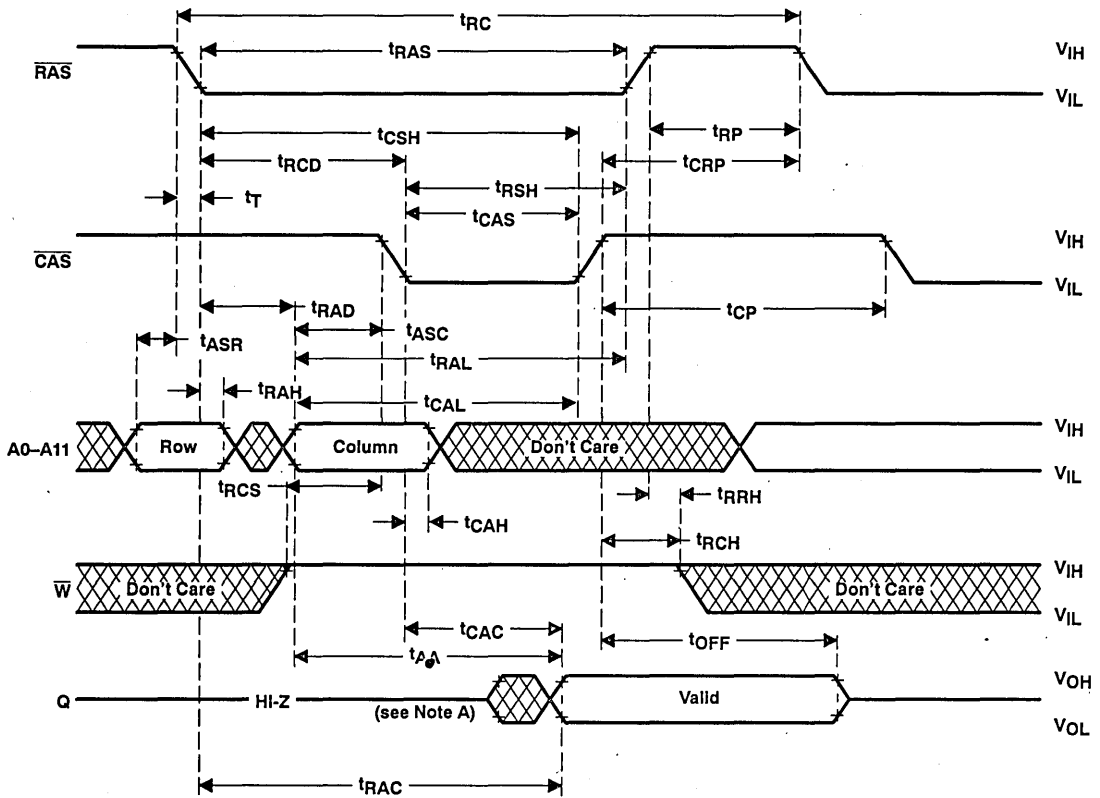 tRC
tRAS
RAS
VIH
VIL
tRP
tCSH
tCRP
tRCD
tRSH
tT
tCAS
CAS
VIH
VIL
tRAD
tCP
tASC
tASR
tRAL
tRAH
tCAL
A0–A11
Row
Column
Don't Care
VIH
VIL
tRCS
tRRH
tCAH
tRCH
W
Don't Care
Don't Care
VIH
VIL
tCAC
tOFF
tAA
Q
HI-Z
(see Note A)
Valid
VOH
VOL
tRAC